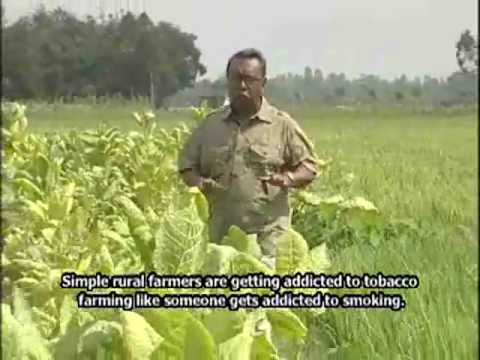 Simple rural farmers are getting addicted to tobacco
farming like someone gets addicted to smoking.